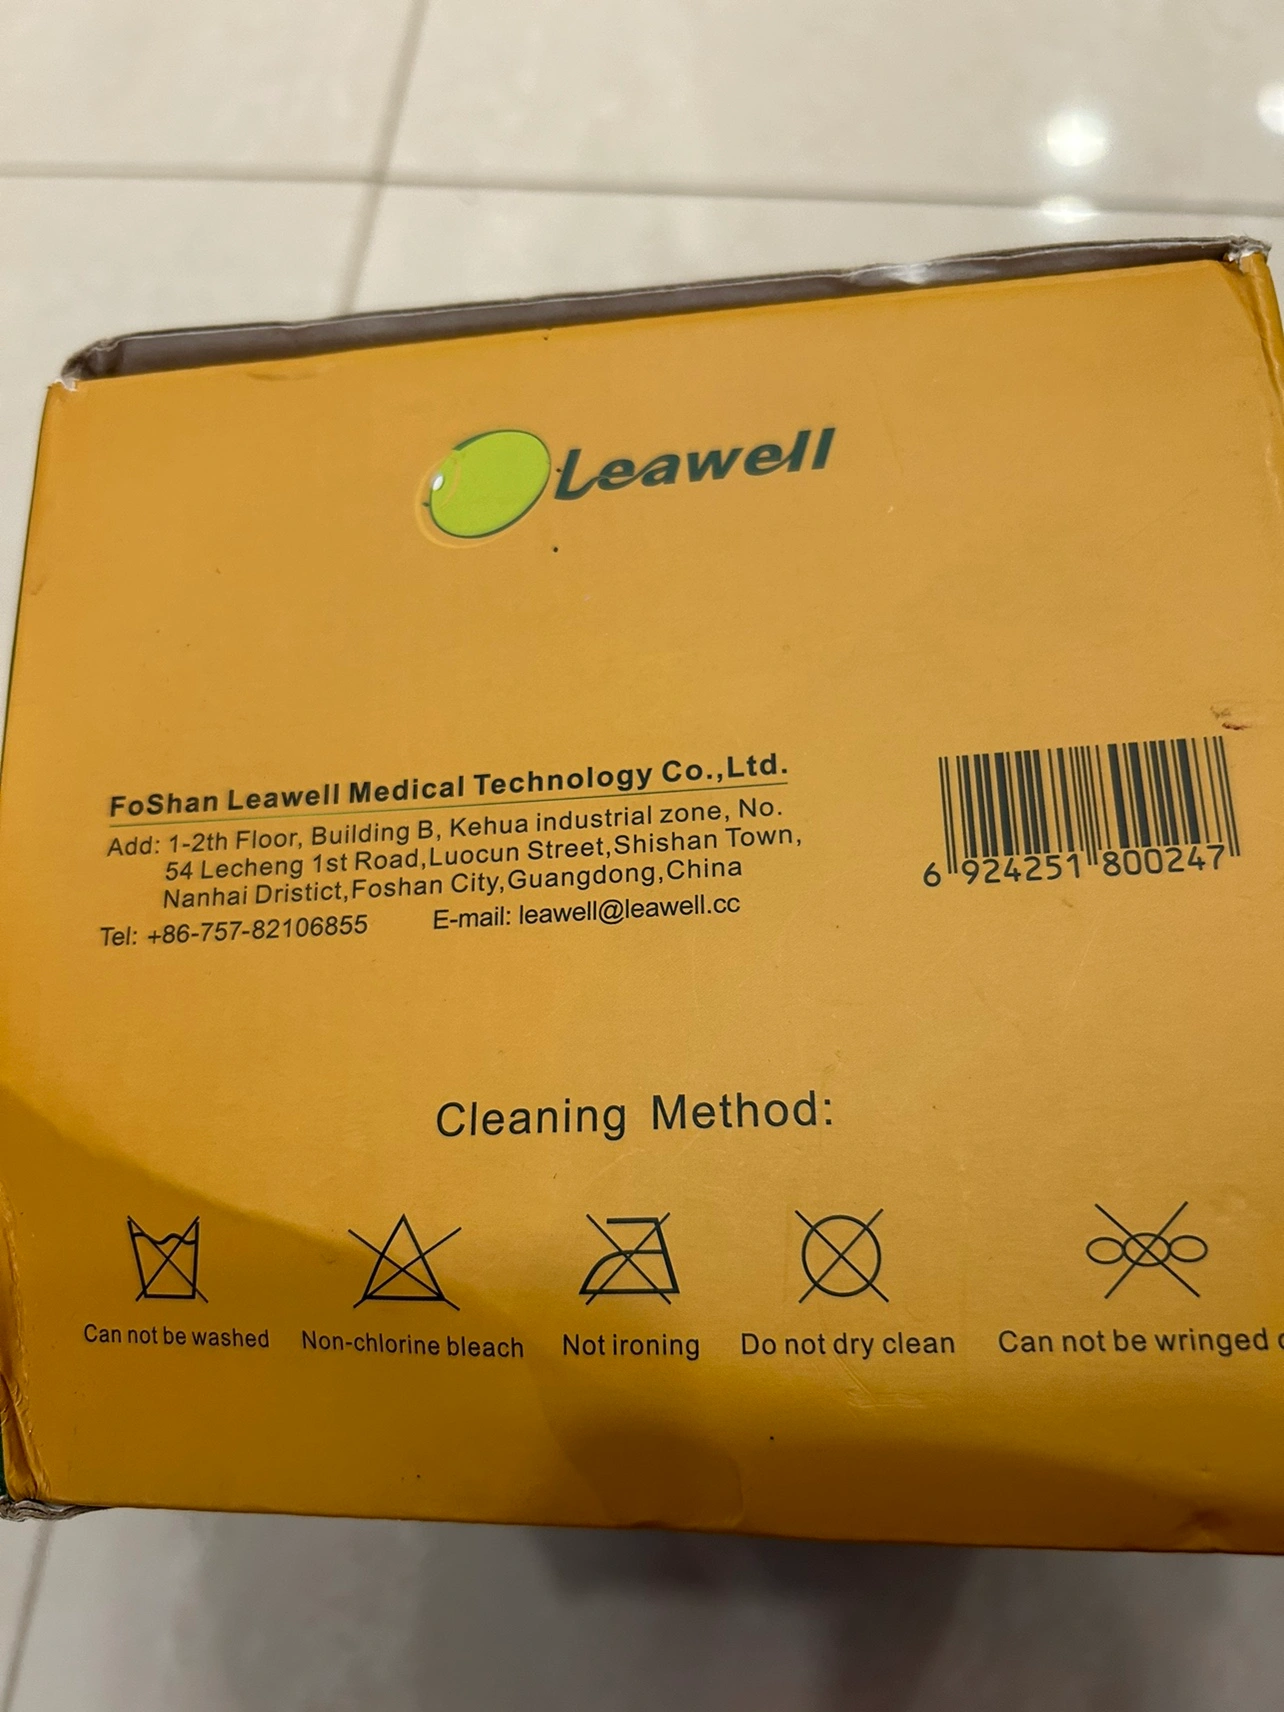 Leawell
FoShan Leawell Medical Technology Co.,Ltd.
Add: 1-2th Floor, Building B, Kehua industrial zone, No.
54 Lecheng 1st Road,Luocun Street,Shishan Town,
Nanhai Dristict,Foshan City,Guangdong,China
Tel: +86-757-82106855 E-mail: leawell@leawell.cc
6 924251 800247
Cleaning Method:
Can not be washed Non-chlorine bleach Not ironing Do not dry clean Can not be wringed